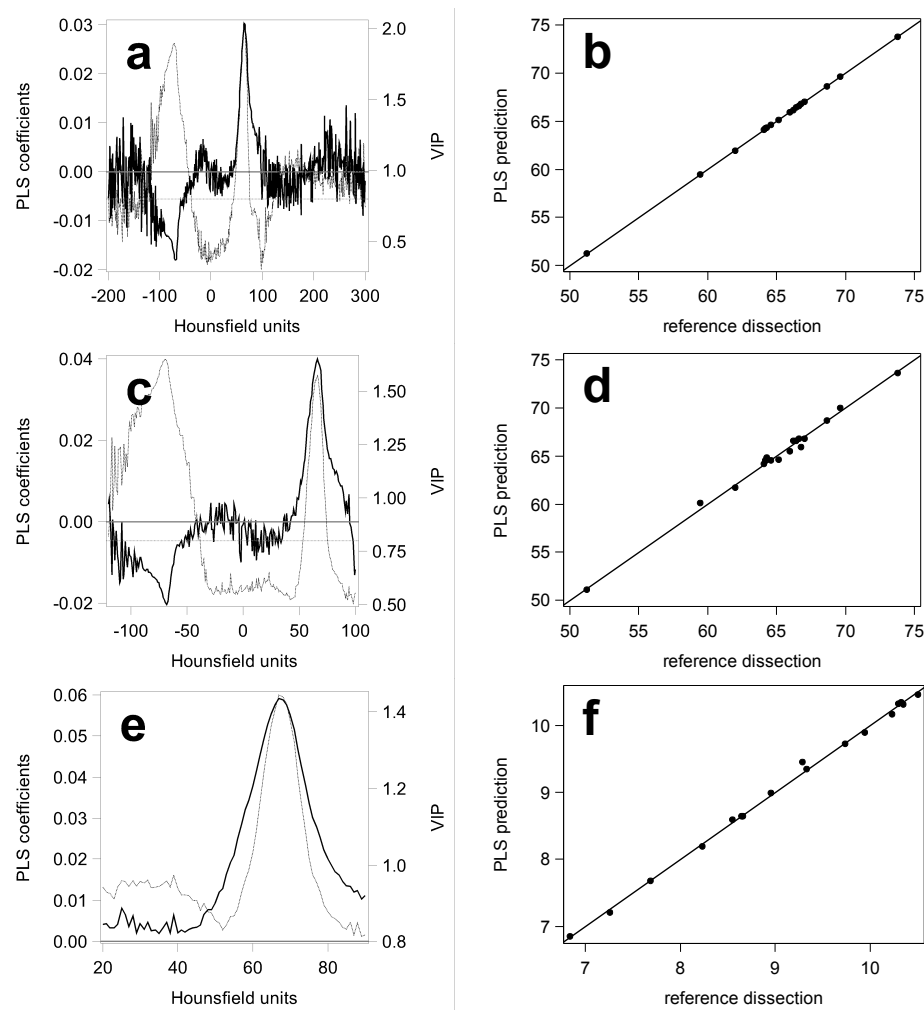 a
0.03
0.02
0.01
0.00
-0.01
-0.02
PLS coefficients
2.0
1.5
1.0
0.5
VIP
-200 -100 0 100 200 300
Hounsfield units
b
75
70
65
60
55
50
PLS prediction
50 55 60 65 70 75
reference dissection
c
0.04
0.02
0.00
-0.02
PLS coefficients
1.50
1.25
1.00
0.75
0.50
VIP
-100 -50 0 50 100
Hounsfield units
d
75
70
65
60
55
50
PLS prediction
50 55 60 65 70 75
reference dissection
e
0.06
0.05
0.04
0.03
0.02
0.01
0.00
PLS coefficients
1.4
1.2
1.0
0.8
VIP
20 40 60 80
Hounsfield units
f
10
9
8
7
PLS prediction
7 8 9 10
reference dissection